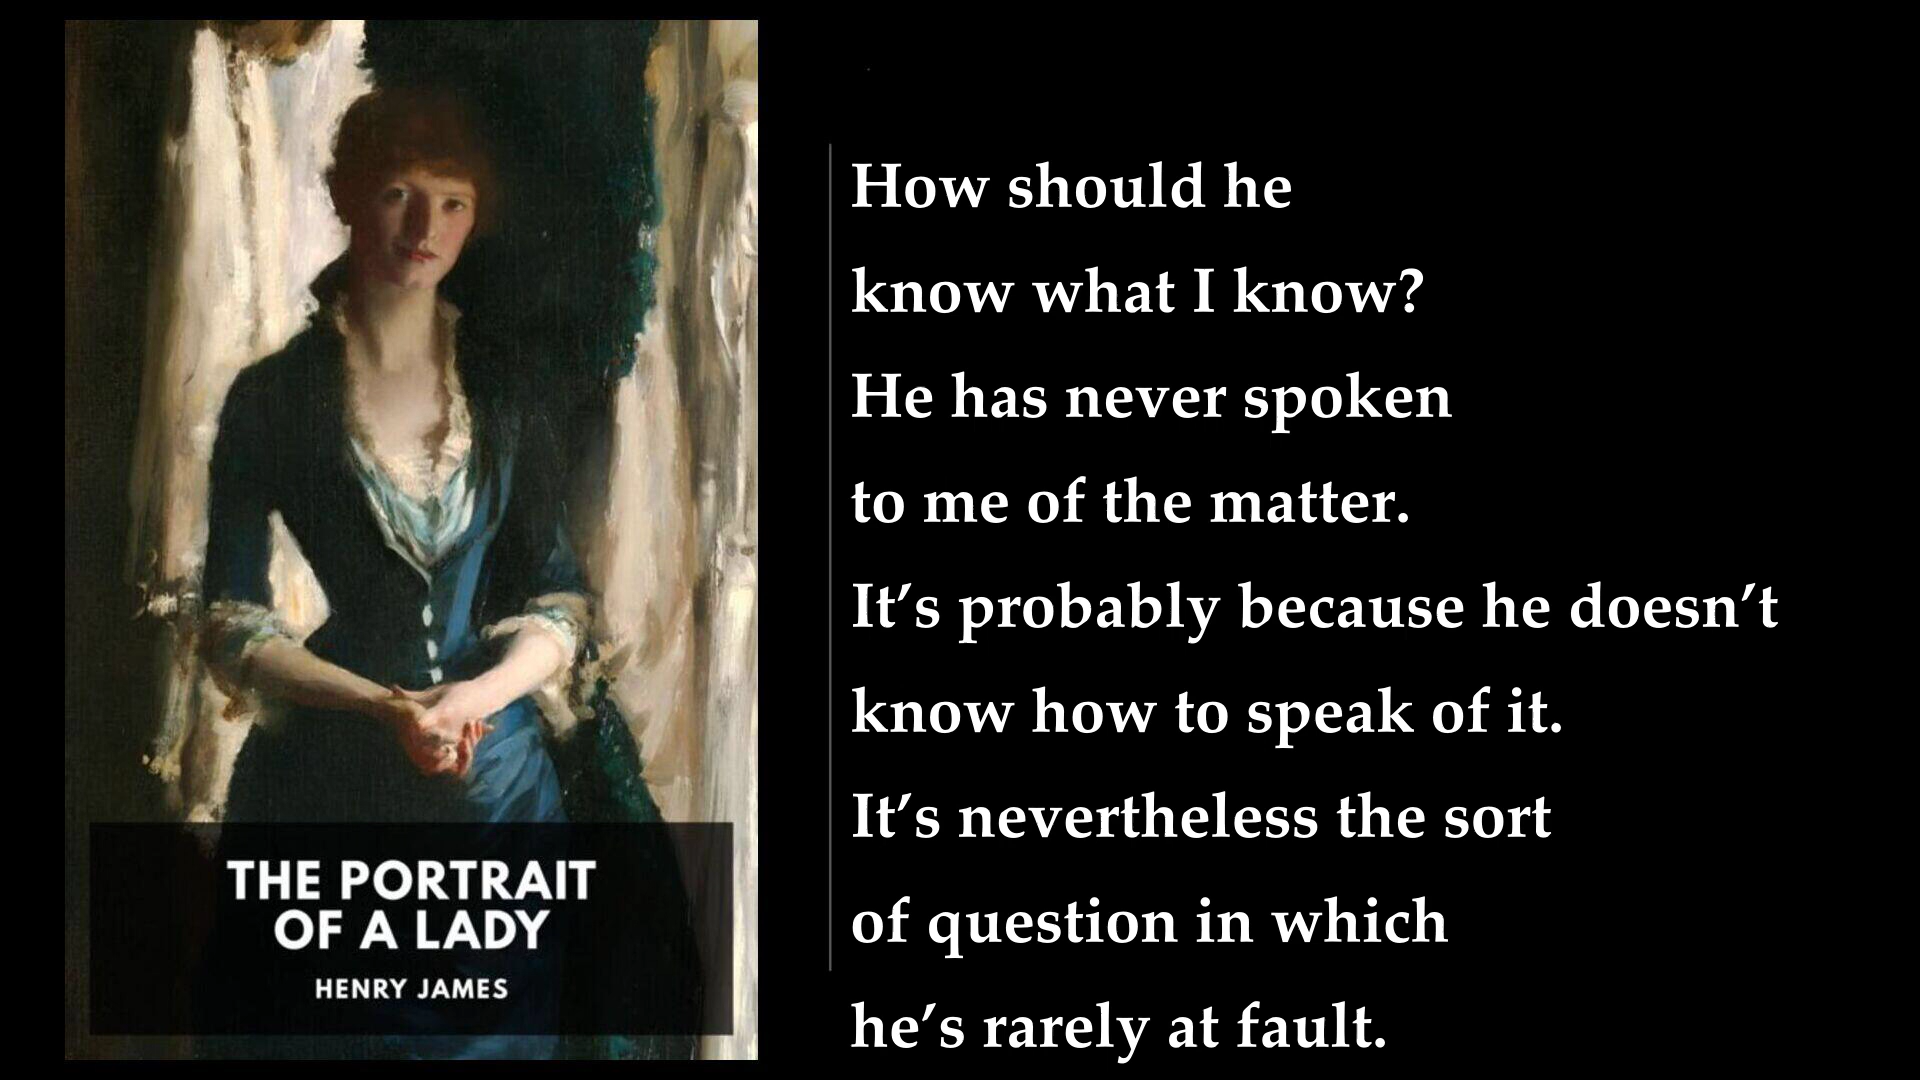 THE PORTRAIT
OF A LADY
HENRY JAMES
How should he
know what I know?
He has never spoken
to me of the matter.
It’s probably because he doesn’t
know how to speak of it.
It’s nevertheless the sort
of question in which
he’s rarely at fault.